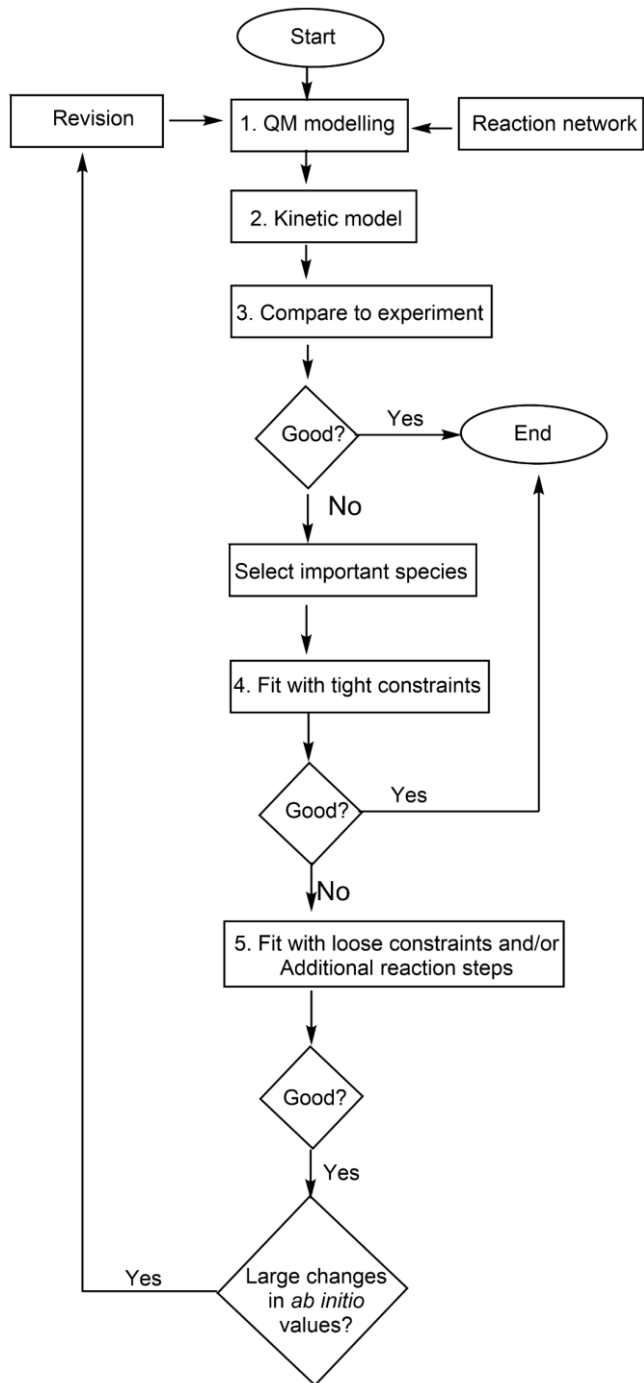 Start
Revision
1. QM modelling
Reaction network
2. Kinetic model
3. Compare to experiment
Good?
Yes
End
No
Select important species
4. Fit with tight constraints
Good?
Yes
No
5. Fit with loose constraints and/or
Additional reaction steps
Good?
Yes
Yes
Large changes
in ab initio
values?